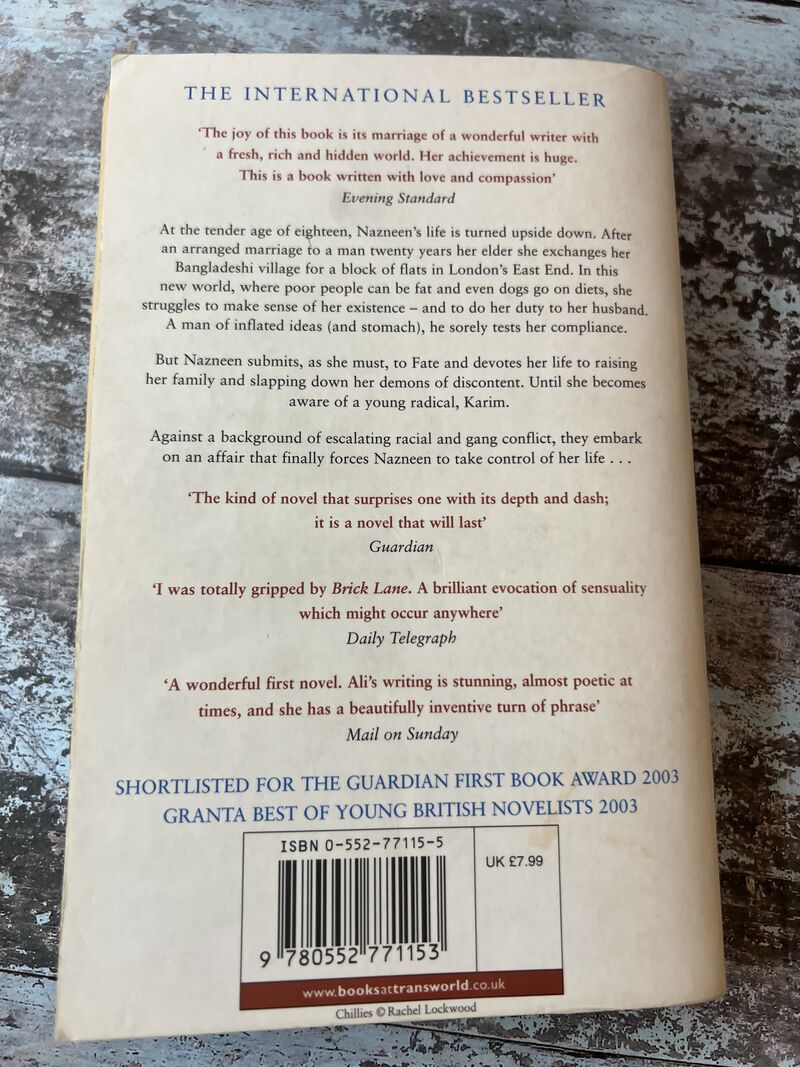 THE INTERNATIONAL BESTSELLER
‘The joy of this book is its marriage of a wonderful writer with
a fresh, rich and hidden world. Her achievement is huge.
This is a book written with love and compassion’
Evening Standard
At the tender age of eighteen, Nazneen’s life is turned upside down. After
an arranged marriage to a man twenty years her elder she exchanges her
Bangladeshi village for a block of flats in London’s East End. In this
new world, where poor people can be fat and even dogs go on diets, she
struggles to make sense of her existence – and to do her duty to her husband.
A man of inflated ideas (and stomach), he sorely tests her compliance.
But Nazneen submits, as she must, to Fate and devotes her life to raising
her family and slapping down her demons of discontent. Until she becomes
aware of a young radical, Karim.
Against a background of escalating racial and gang conflict, they embark
on an affair that finally forces Nazneen to take control of her life . . .
‘The kind of novel that surprises one with its depth and dash;
it is a novel that will last’
Guardian
‘I was totally gripped by Brick Lane. A brilliant evocation of sensuality
which might occur anywhere’
Daily Telegraph
‘A wonderful first novel. Ali’s writing is stunning, almost poetic at
times, and she has a beautifully inventive turn of phrase’
Mail on Sunday
SHORTLISTED FOR THE GUARDIAN FIRST BOOK AWARD 2003
GRANTA BEST OF YOUNG BRITISH NOVELISTS 2003
ISBN 0-552-77115-5
UK £7.99
9 780552 771153
www.booksattransworld.co.uk
Chillies © Rachel Lockwood